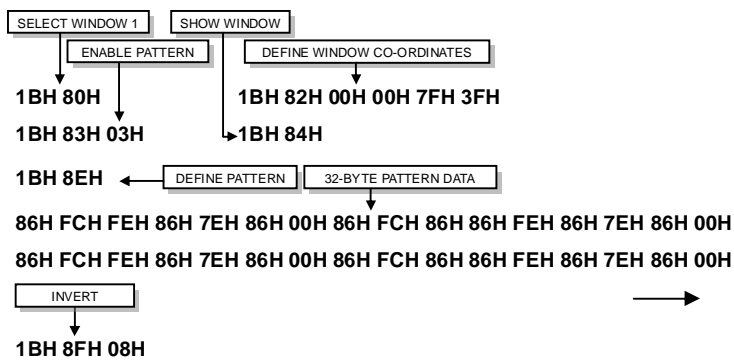 SELECT WINDOW 1 SHOW WINDOW
ENABLE PATTERN DEFINE WINDOW CO-ORDINATES
1BH 80H 1BH 82H 00H 00H 7FH 3FH
1BH 83H 03H 1BH 84H
1BH 8EH DEFINE PATTERN 32-BYTE PATTERN DATA
86H FCH FEH 86H 7EH 86H 00H 86H FCH 86H 86H FEH 86H 7EH 86H 00H
86H FCH FEH 86H 7EH 86H 00H 86H FCH 86H 86H FEH 86H 7EH 86H 00H
INVERT
1BH 8FH 08H